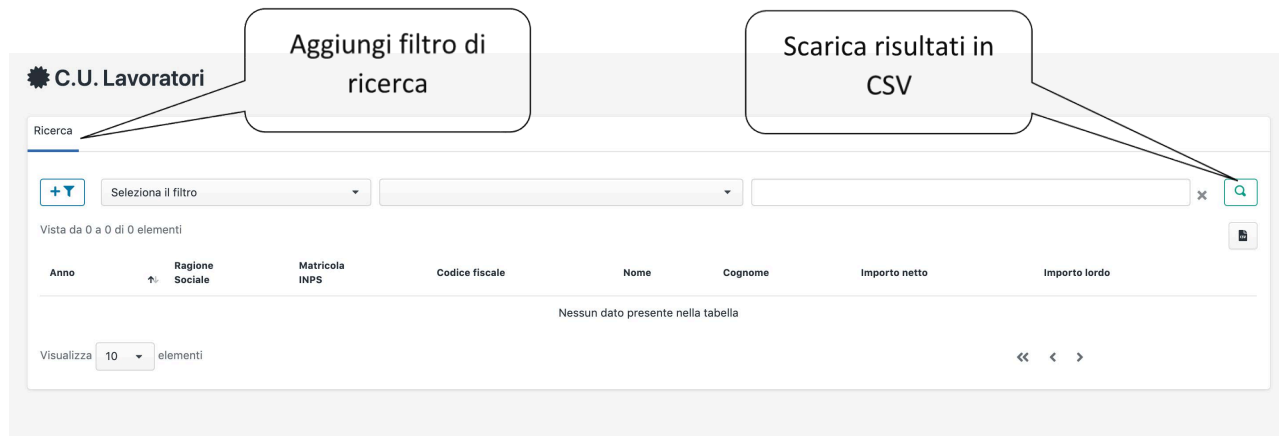 Aggiungi filtro di
ricerca
Scarica risultati in
CSV
C.U. Lavoratori
Ricerca
Seleziona il filtro
Vista da 0 a 0 di 0 elementi
CSV
Anno Ragione Sociale Matricola INPS Codice fiscale Nome Cognome Importo netto Importo lordo
Nessun dato presente nella tabella
Visualizza 10 elementi